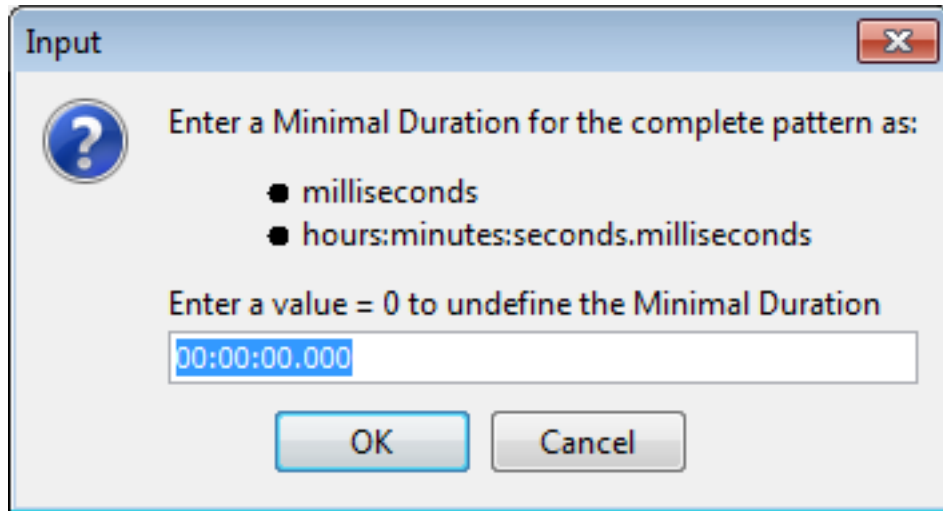 Input
Enter a Minimal Duration for the complete pattern as:
milliseconds
hours:minutes:seconds.milliseconds
Enter a value = 0 to undefine the Minimal Duration
00:00:00.000
OK Cancel